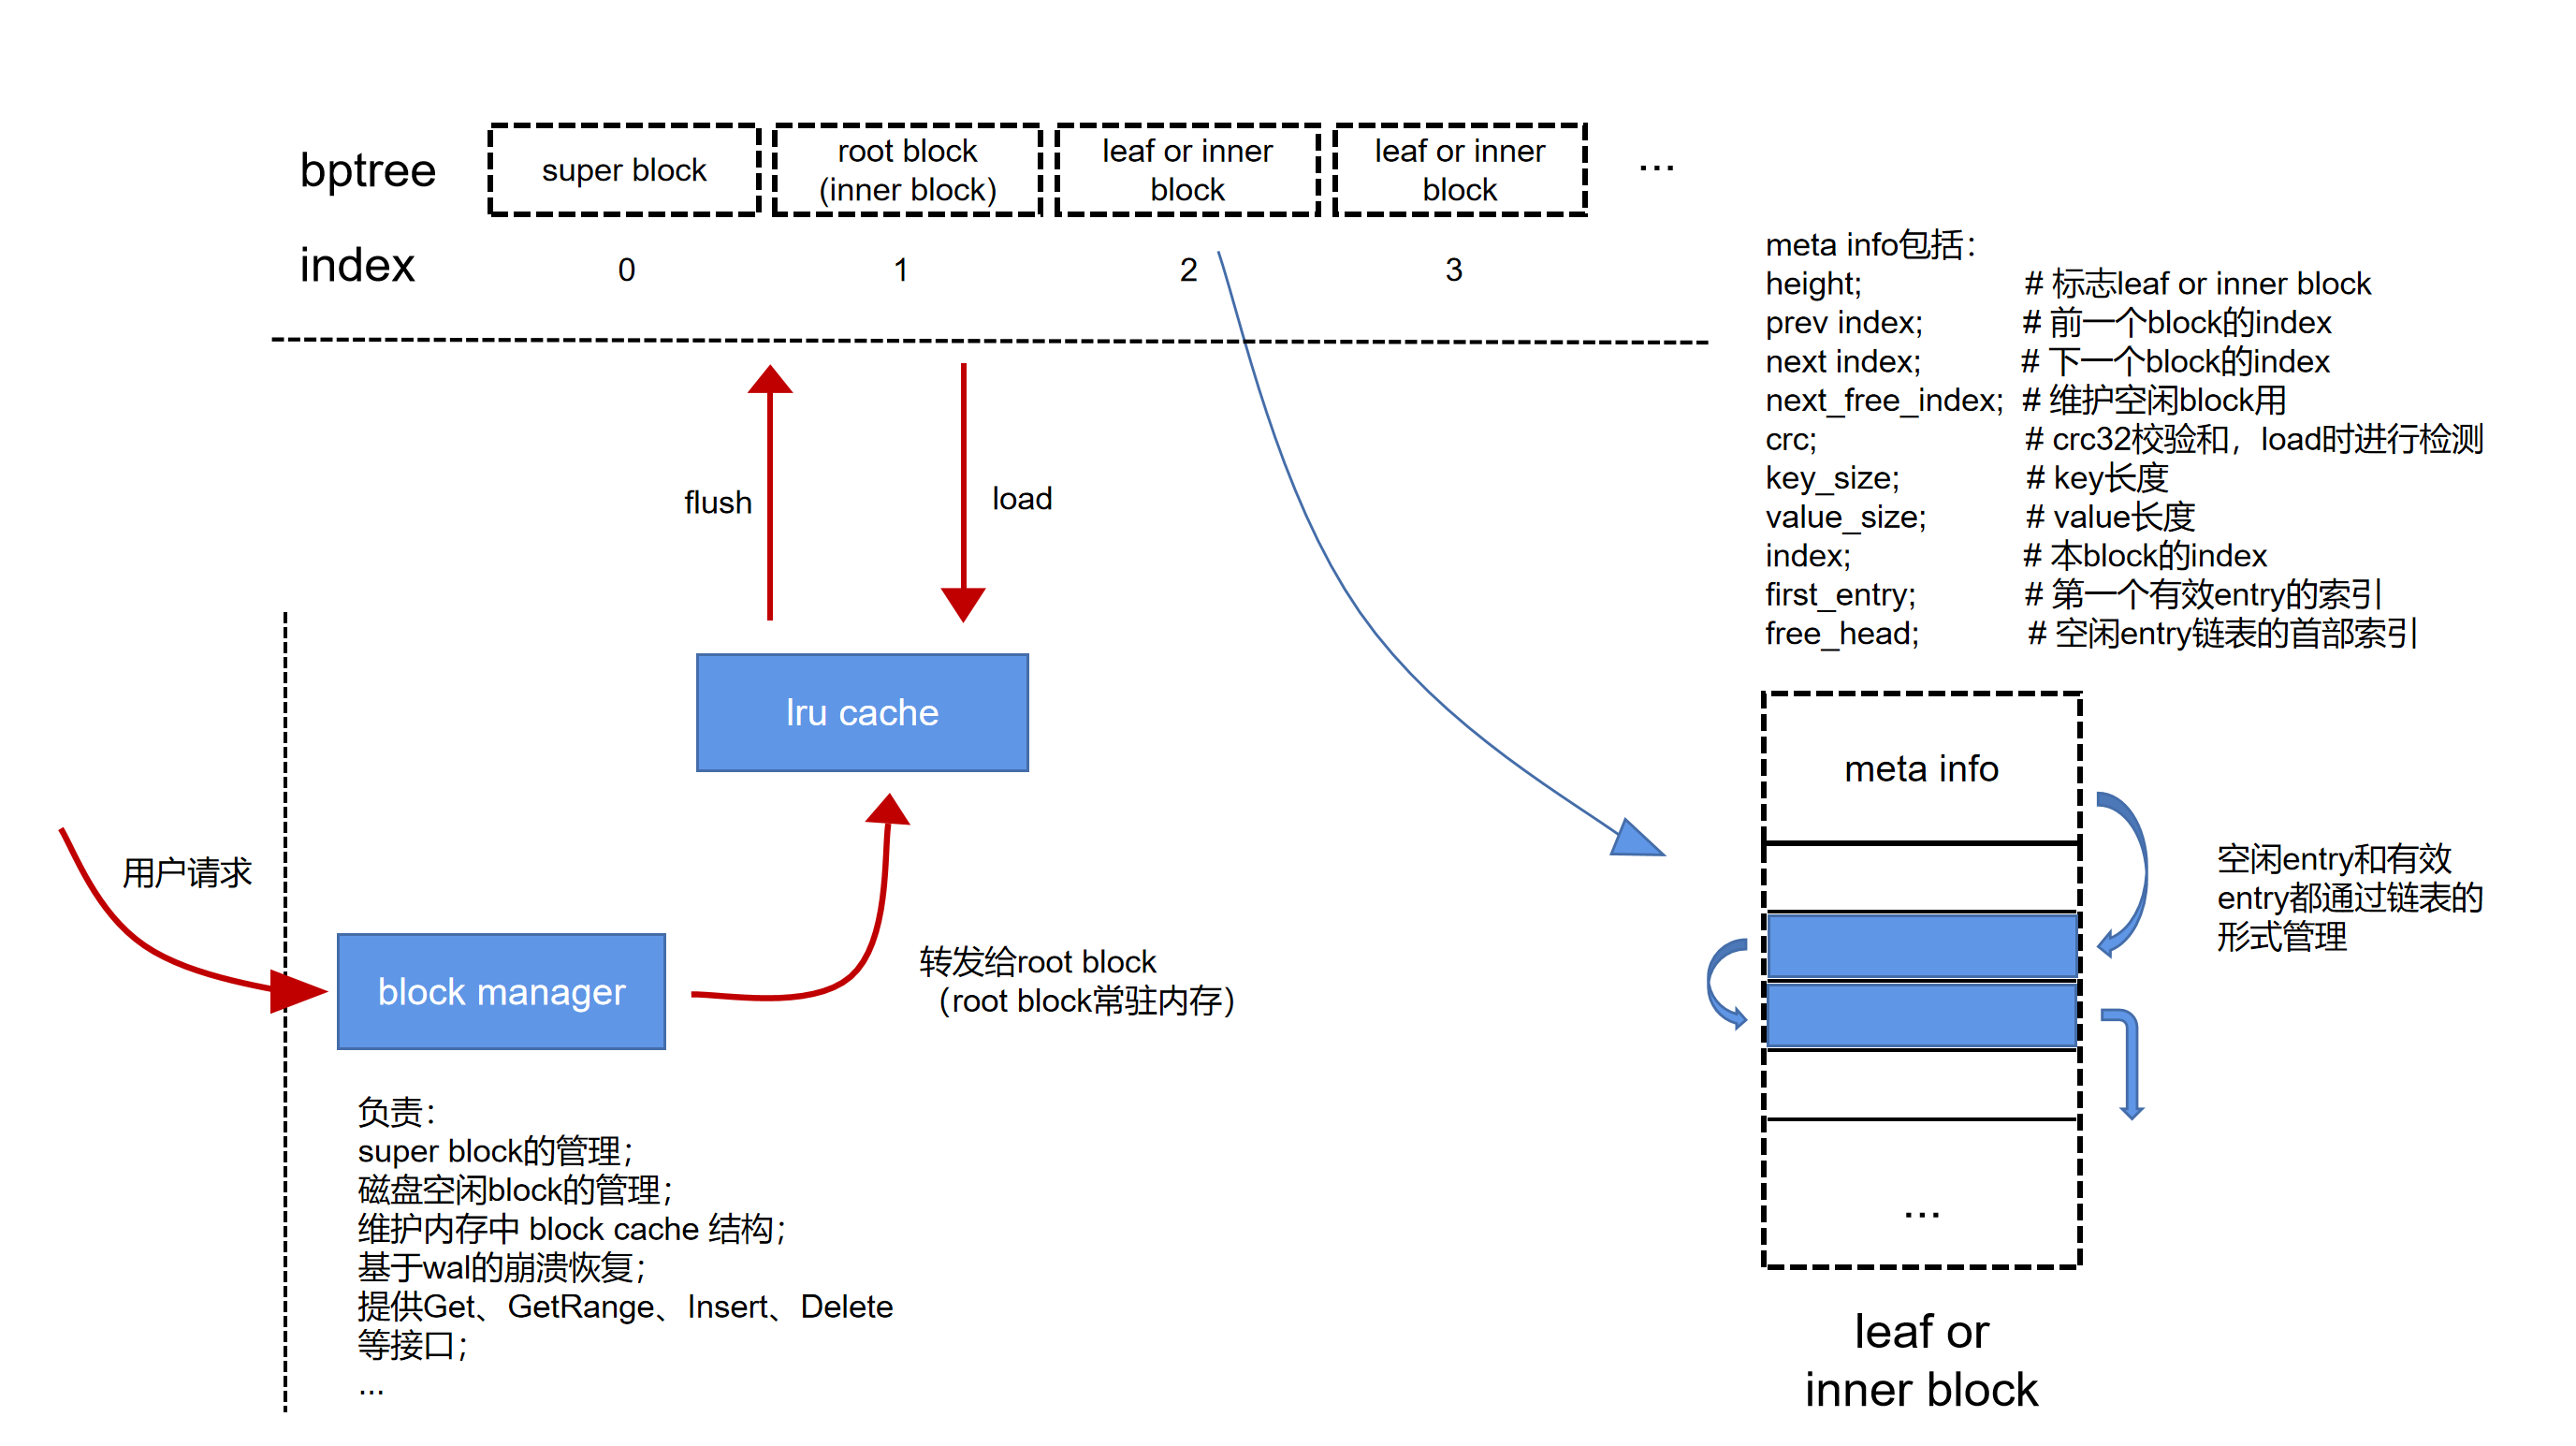 bptree
super block
root block
(inner block)
leaf or inner
block
leaf or inner
block
...
index
0
1
2
3
meta info包括：
height; # 标志leaf or inner block
prev index; # 前一个block的index
next index; # 下一个block的index
next_free_index; # 维护空闲block用
crc; # crc32校验和，load时进行检测
key_size; # key长度
value_size; # value长度
index; # 本block的index
first_entry; # 第一个有效entry的索引
free_head; # 空闲entry链表的首部索引
flush
load
lru cache
用户请求
block manager
转发给root block
（root block常驻内存）
负责：
super block的管理；
磁盘空闲block的管理；
维护内存中 block cache 结构；
基于wal的崩溃恢复；
提供Get、GetRange、Insert、Delete
等接口；
...
meta info
空闲entry和有效
entry都通过链表的
形式管理
...
leaf or
inner block